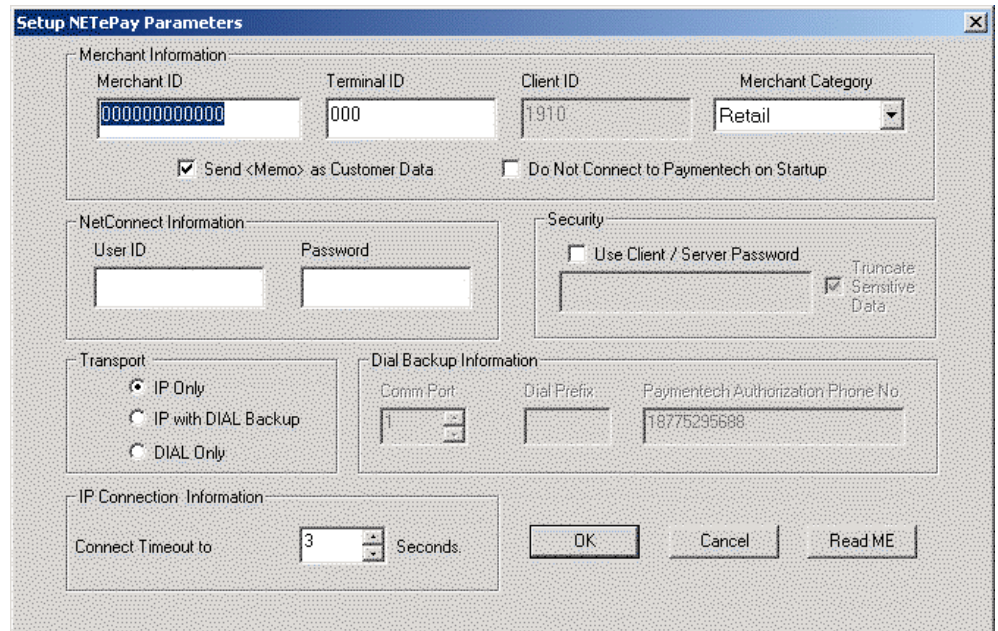 Setup NETePay Parameters
Merchant Information
Merchant ID Terminal ID Client ID Merchant Category
000000000000 000 1910 Retail
Send <Memo> as Customer Data Do Not Connect to Paymentech on Startup
NetConnect Information
User ID Password
Security
Use Client / Server Password
Truncate
Sensitive
Data
Transport
IP Only
IP with DIAL Backup
DIAL Only
Dial Backup Information
Comm Port Dial Prefix Paymentech Authorization Phone No
1 18775295688
IP Connection Information
Connect Timeout to 3 Seconds.
OK Cancel Read ME